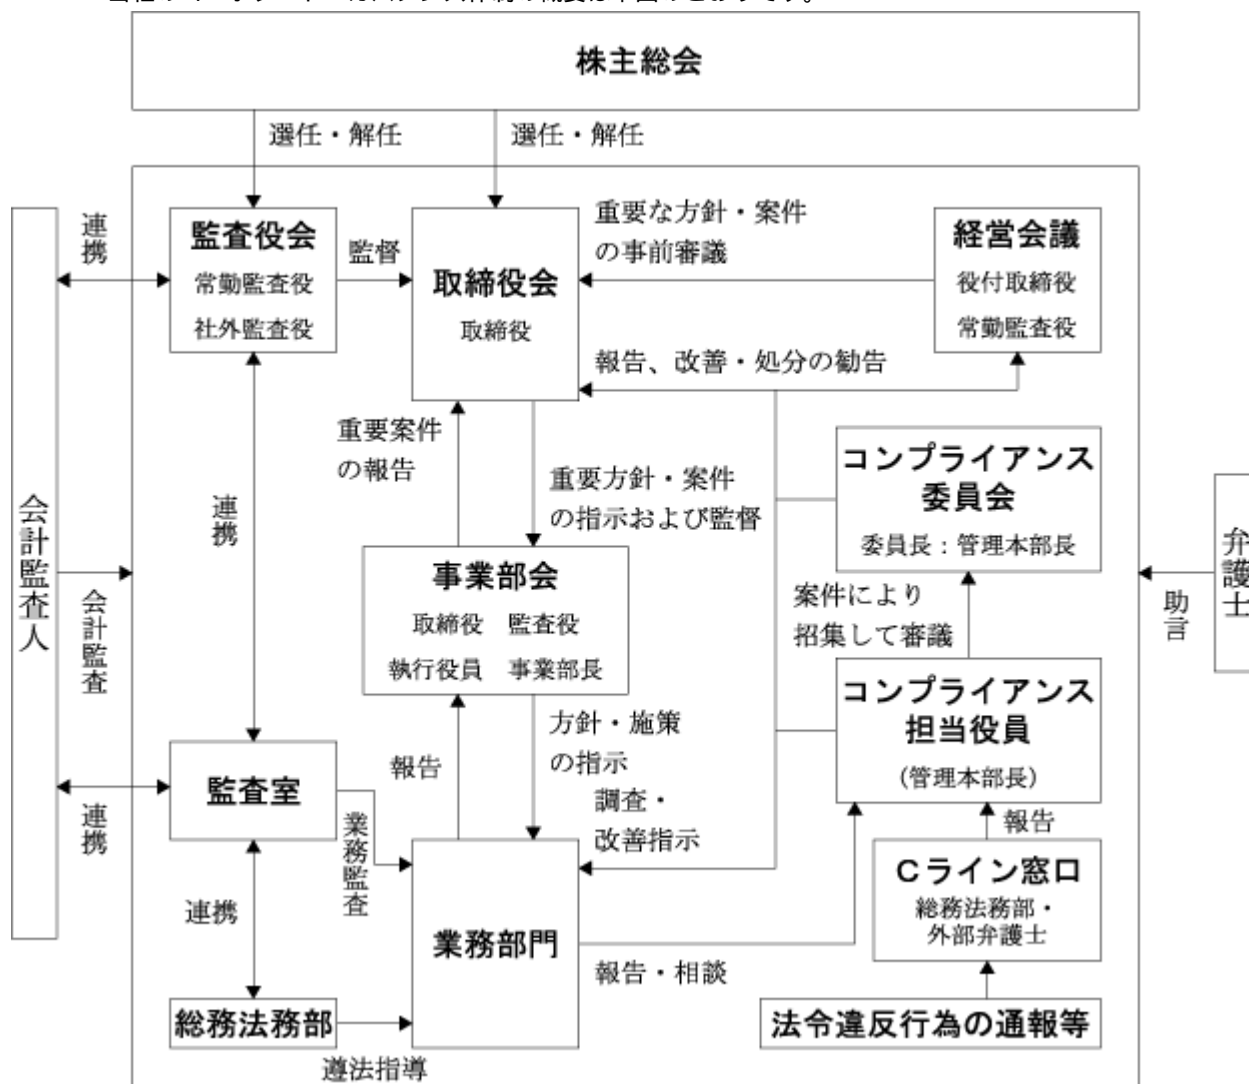 株主総会
選任・解任
選任・解任
連携
監査役会
常勤監査役
社外監査役
監督
取締役会
取締役
重要な方針・案件
の事前審議
経営会議
役付取締役
常勤監査役
報告、改善・処分の勧告
重要案件
の報告
重要方針・案件
の指示および監督
コンプライアンス
委員会
委員長：管理本部長
連携
会計監査人
会計監査
弁護士
助言
事業部会
取締役 監査役
執行役員 事業部長
案件により
招集して審議
コンプライアンス
担当役員
（管理本部長）
方針・施策
の指示
報告
調査・
改善指示
監査室
連携
業務監査
報告
Cライン窓口
総務法務部・
外部弁護士
連携
業務部門
報告・相談
総務法務部
遵法指導
法令違反行為の通報等